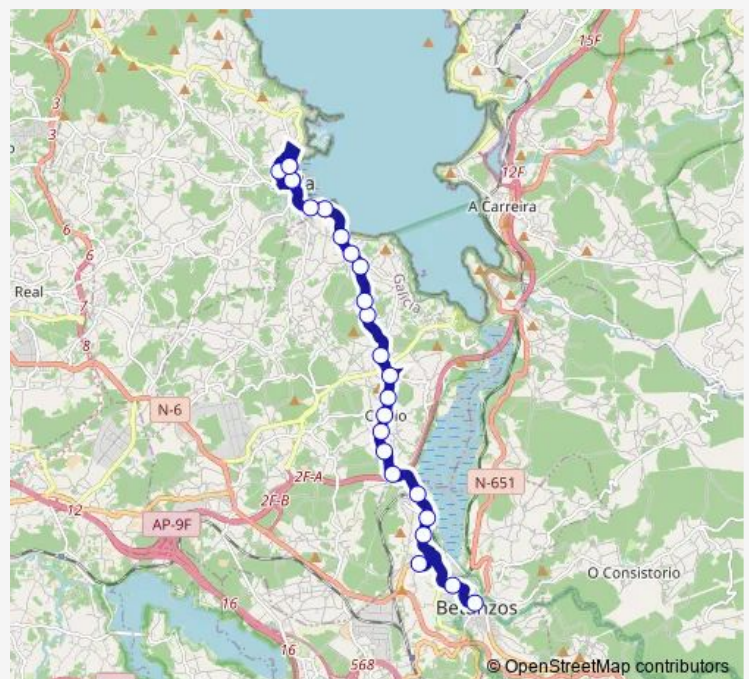 15F
3
3
12F
a
A Carreira
6
6
Real
7
Galicia
8
N-6
2F-A
N-651
2F-B
12
AP-9F
O Consistorio
16
Betanzos
16
568
© OpenStreetMap contributors